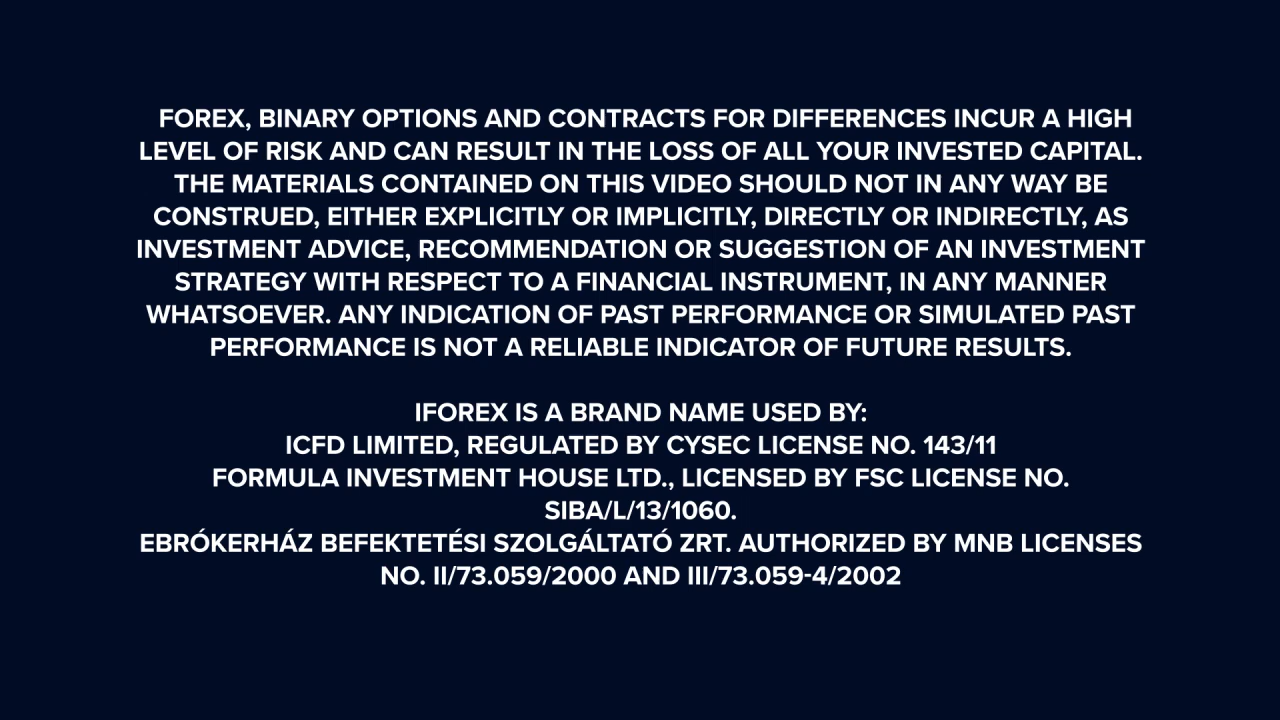 FOREX, BINARY OPTIONS AND CONTRACTS FOR DIFFERENCES INCUR A HIGH
LEVEL OF RISK AND CAN RESULT IN THE LOSS OF ALL YOUR INVESTED CAPITAL.
THE MATERIALS CONTAINED ON THIS VIDEO SHOULD NOT IN ANY WAY BE
CONSTRUED, EITHER EXPLICITLY OR IMPLICITLY, DIRECTLY OR INDIRECTLY, AS
INVESTMENT ADVICE, RECOMMENDATION OR SUGGESTION OF AN INVESTMENT
STRATEGY WITH RESPECT TO A FINANCIAL INSTRUMENT, IN ANY MANNER
WHATSOEVER. ANY INDICATION OF PAST PERFORMANCE OR SIMULATED PAST
PERFORMANCE IS NOT A RELIABLE INDICATOR OF FUTURE RESULTS.
IFOREX IS A BRAND NAME USED BY:
ICFD LIMITED, REGULATED BY CYSEC LICENSE NO. 143/11
FORMULA INVESTMENT HOUSE LTD., LICENSED BY FSC LICENSE NO.
SIBA/L/13/1060.
EBRÓKERHÁZ BEFEKTETÉSI SZOLGÁLTATÓ ZRT. AUTHORIZED BY MNB LICENSES
NO. II/73.059/2000 AND III/73.059-4/2002